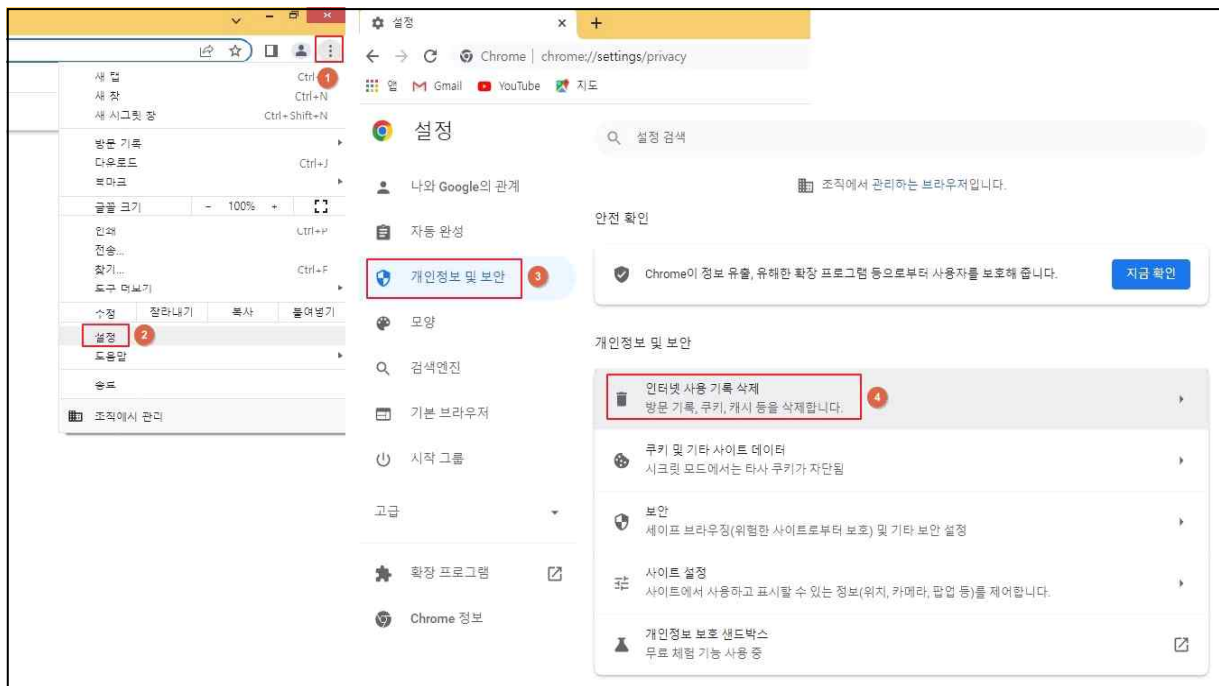 새 탭 Ctrl
1
새 창 Ctrl+N
새 시크릿 창 Ctrl+Shift+N
방문 기록
다운로드 Ctrl+J
북마크
글꼴 크기 - 100% +
인쇄 Ctrl+P
전송...
찾기... Ctrl+F
도구 더보기
수정 잘라내기 복사 붙여넣기
설정 2
도움말
종료
조직에서 관리
설정
Chrome | chrome://settings/privacy
앱 Gmail YouTube 지도
설정
설정 검색
나와 Google의 관계
자동 완성
개인정보 및 보안 3
모양
검색엔진
기본 브라우저
시작 그룹
고급
확장 프로그램
Chrome 정보
조직에서 관리하는 브라우저입니다.
안전 확인
Chrome이 정보 유출, 유해한 확장 프로그램 등으로부터 사용자를 보호해 줍니다. 지금 확인
개인정보 및 보안
인터넷 사용 기록 삭제
방문 기록, 쿠키, 캐시 등을 삭제합니다.
4
쿠키 및 기타 사이트 데이터
시크릿 모드에서는 타사 쿠키가 차단됨
보안
세이프 브라우징(위험한 사이트로부터 보호) 및 기타 보안 설정
사이트 설정
사이트에서 사용하고 표시할 수 있는 정보(위치, 카메라, 팝업 등)를 제어합니다.
개인정보 보호 샌드박스
무료 체험 기능 사용 중